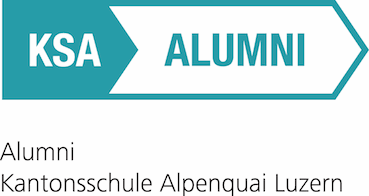 KSA ALUMNI
Alumni
Kantonsschule Alpenquai Luzern